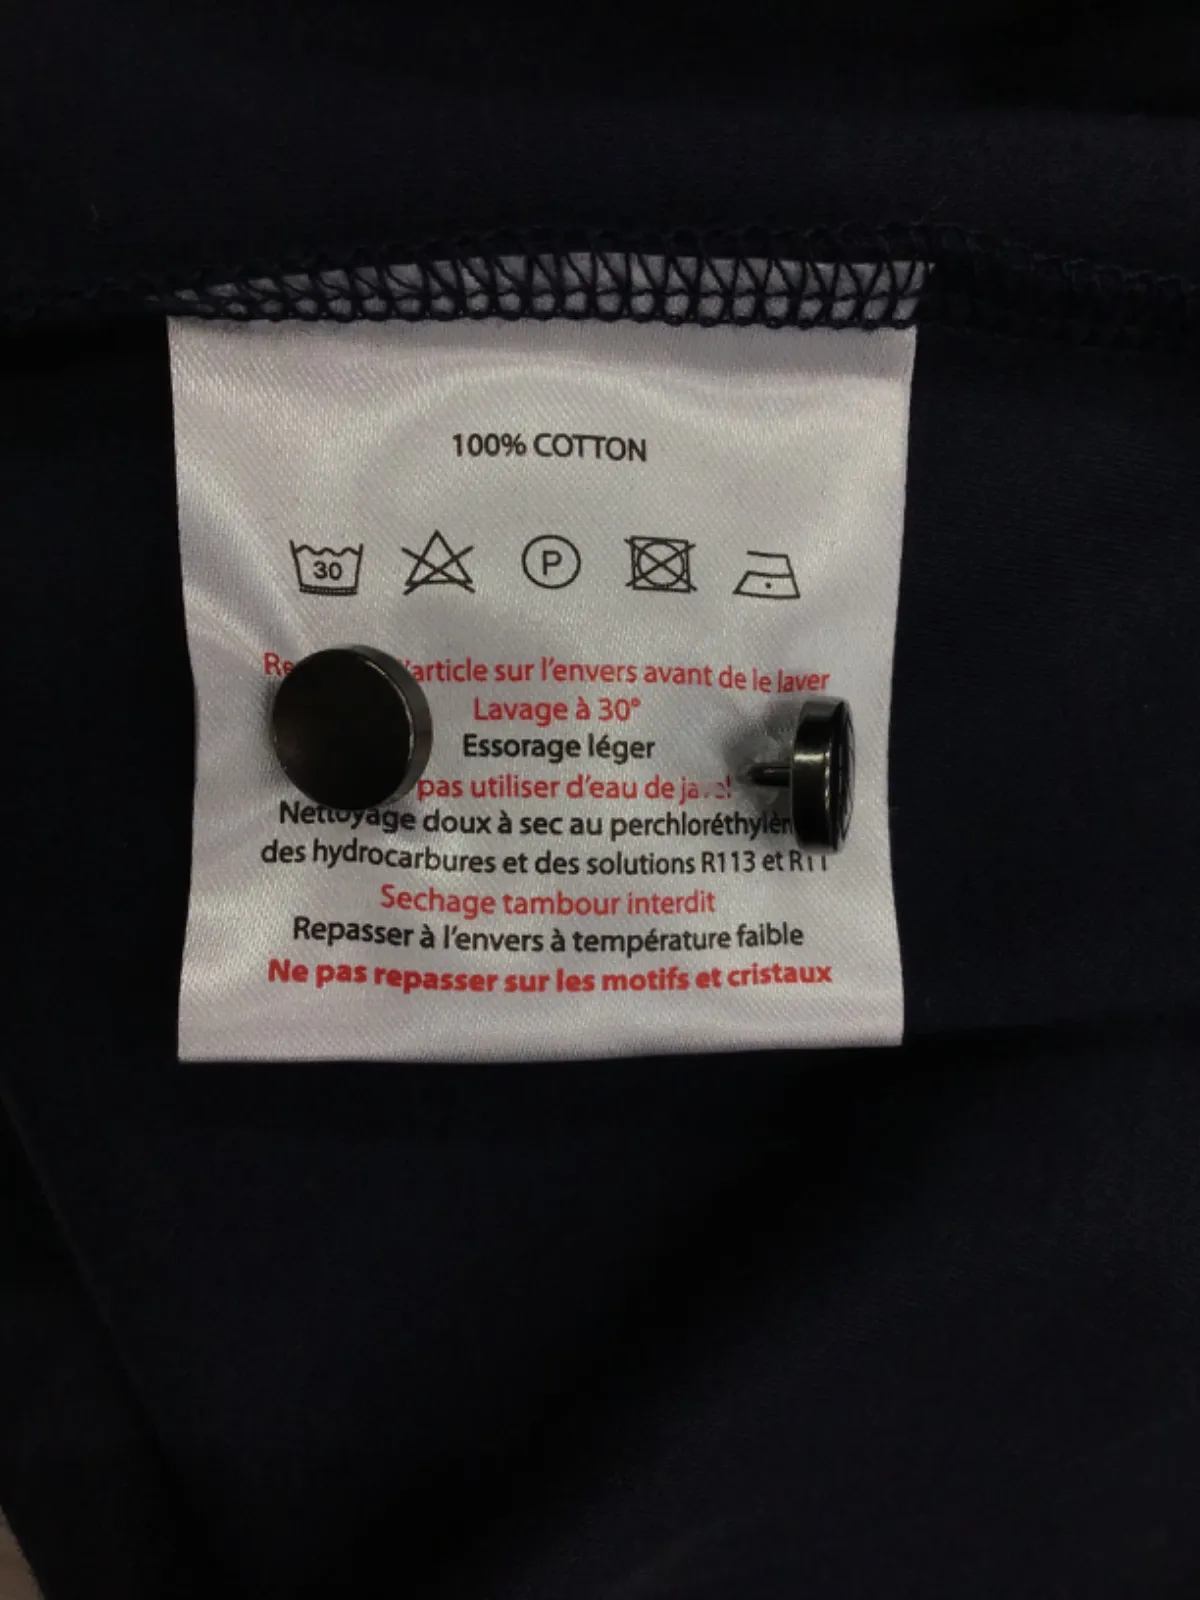 100% COTTON
30 P
l'article sur l'envers avant de le laver
Lavage à 30°
Essorage léger
pas utiliser d'eau de
Nettoyage doux à sec au
des hydrocarbures et des solutions R113 et
Sechage tambour interdit
Repasser à l'envers à température faible
Ne pas repasser sur les motifs et cristaux